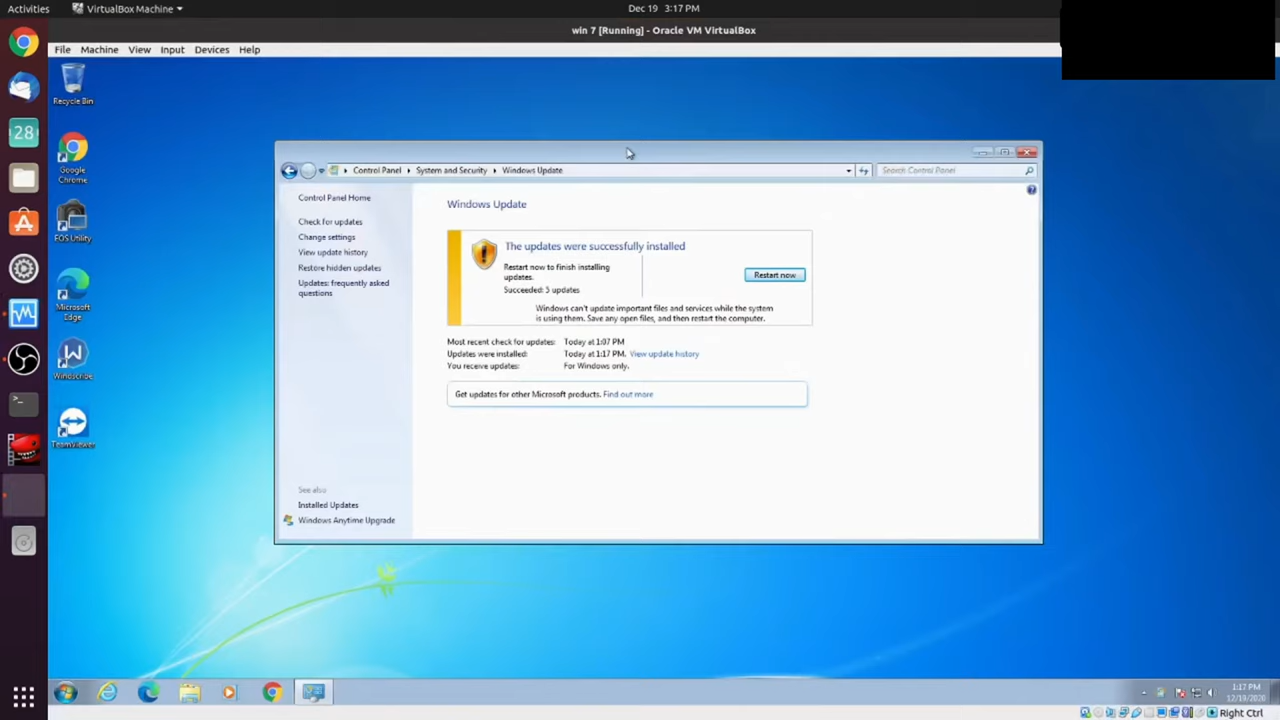 Activities
VirtualBox Machine
Dec 19 3:17 PM
win 7 [Running] - Oracle VM VirtualBox
File Machine View Input Devices Help
Recycle Bin
28
Google
Chrome
FOS Utility
Microsoft
Edge
Windscribe
TeamViewer
Control Panel
System and Security
Windows Update
Search Control Panel
Control Panel Home
Check for updates
Change settings
View update history
Restore hidden updates
Updates: frequently asked
questions
See also
Installed Updates
Windows Anytime Upgrade
Windows Update
The updates were successfully installed
Restart now to finish installing
updates.
Succeeded: 5 updates
Restart now
Windows can't update important files and services while the system
is using them. Save any open files, and then restart the computer.
Most recent check for updates: Today at 1:07 PM
Updates were installed: Today at 1:17 PM. View update history
You receive updates: For Windows only.
Get updates for other Microsoft products. Find out more
1:17 PM
12/19/2020
Right Ctrl